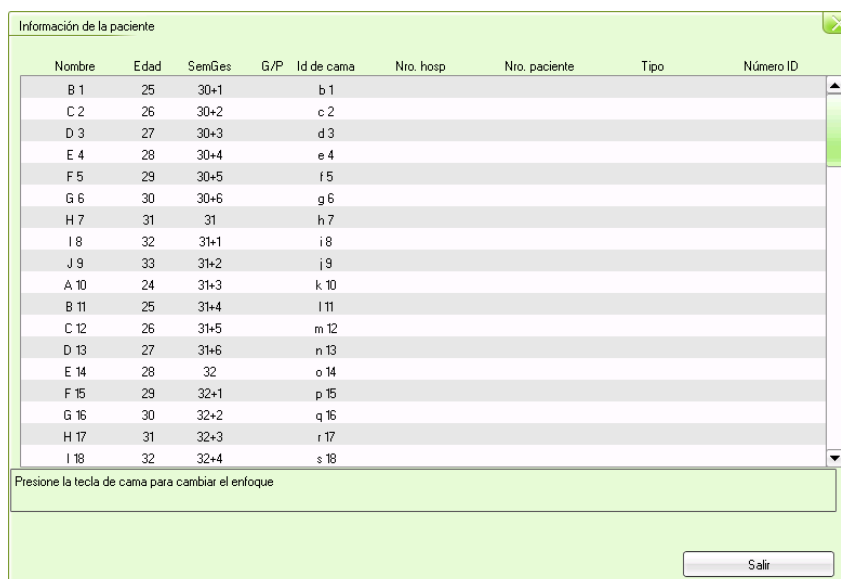 Información de la paciente
Nombre Edad SemGes G/P Id de cama Nro. hosp Nro. paciente Tipo Número ID
B 1 25 30+1 b 1
C 2 26 30+2 c 2
D 3 27 30+3 d 3
E 4 28 30+4 e 4
F 5 29 30+5 f 5
G 6 30 30+6 g 6
H 7 31 31 h 7
I 8 32 31+1 i 8
J 9 33 31+2 j 9
A 10 24 31+3 k 10
B 11 25 31+4 l 11
C 12 26 31+5 m 12
D 13 27 31+6 n 13
E 14 28 32 o 14
F 15 29 32+1 p 15
G 16 30 32+2 q 16
H 17 31 32+3 r 17
I 18 32 32+4 s 18
Presione la tecla de cama para cambiar el enfoque
Salir